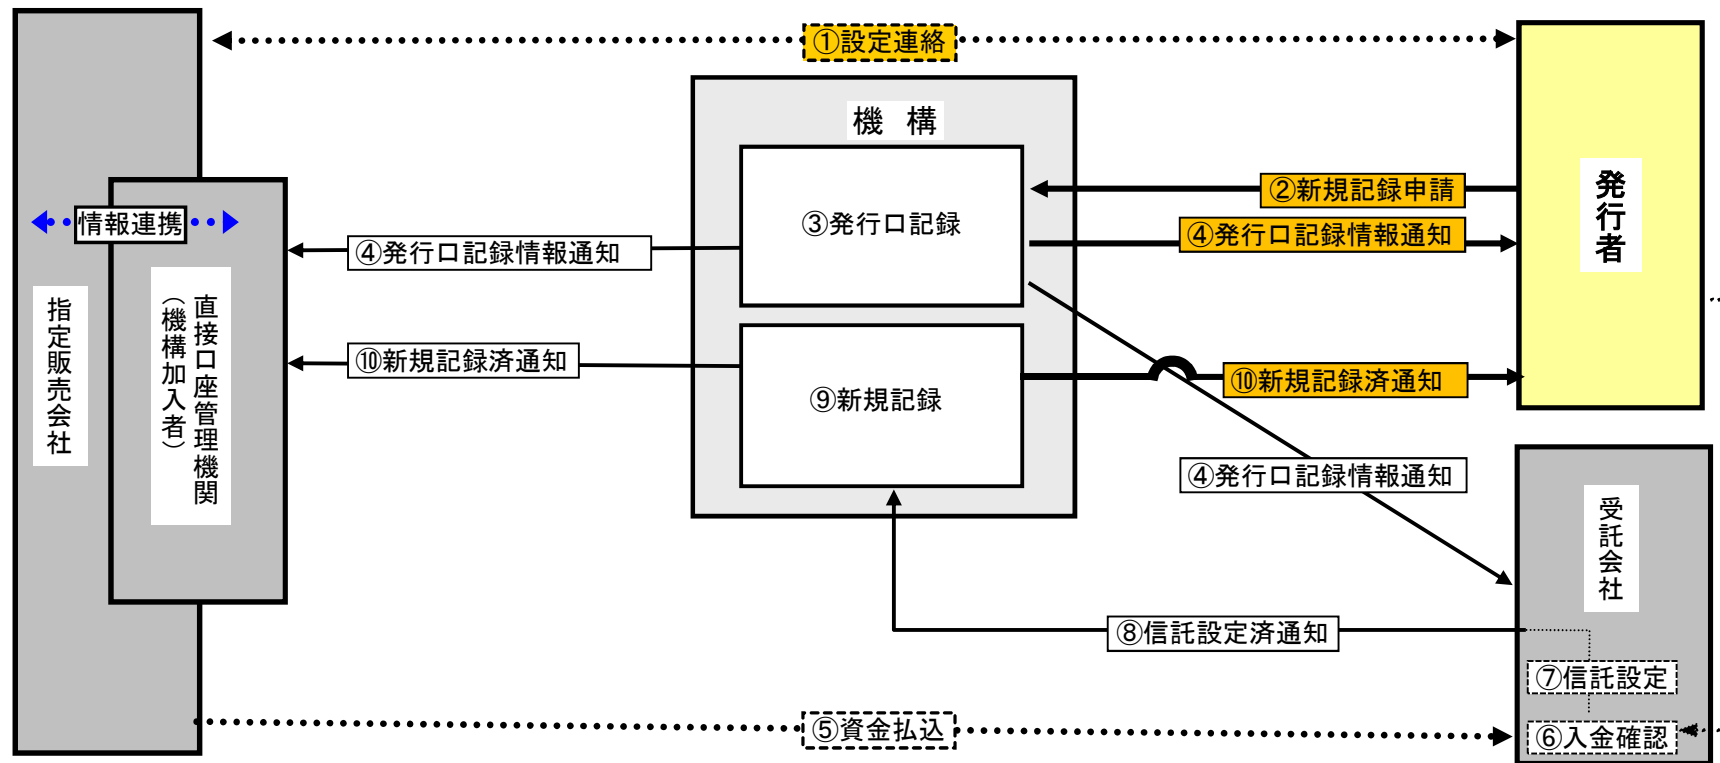 ①設定連絡
機 構
発行者
②新規記録申請
③発行口記録
情報連携
④発行口記録情報通知
④発行口記録情報通知
指定販売会社
直接口座管理機関
（機構加入者）
⑩新規記録済通知
⑨新規記録
⑩新規記録済通知
④発行口記録情報通知
受託会社
⑧信託設定済通知
⑦信託設定
⑤資金払込
⑥入金確認